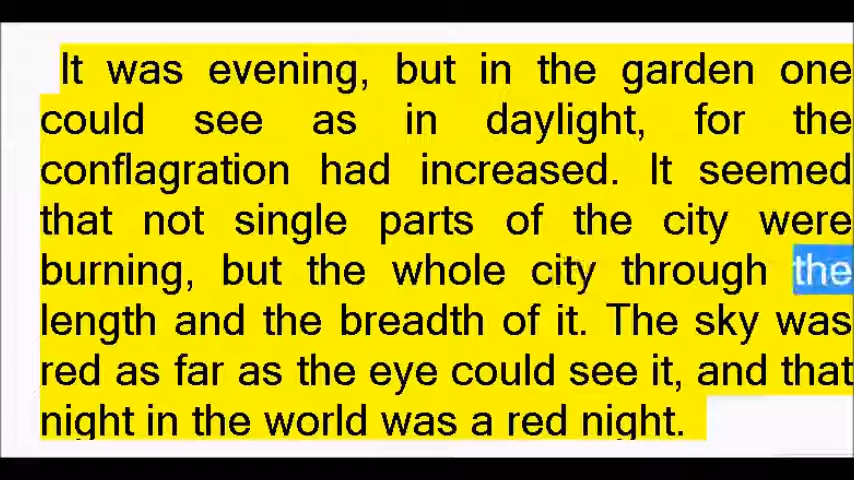 It was evening, but in the garden one
could see as in daylight, for the
conflagration had increased. It seemed
that not single parts of the city were
burning, but the whole city through the
length and the breadth of it. The sky was
red as far as the eye could see it, and that
night in the world was a red night.